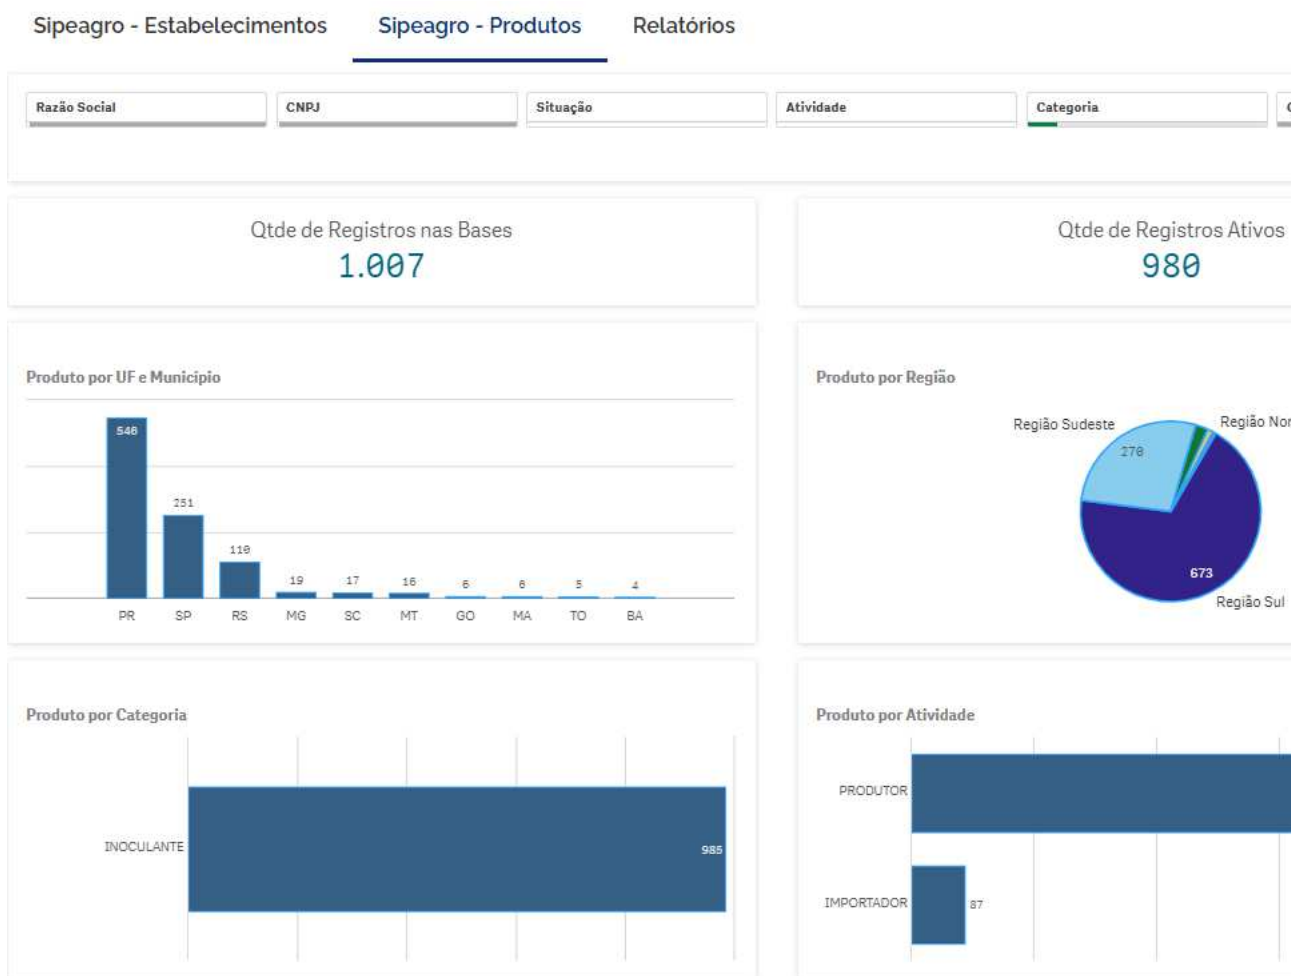 Sipeagro - Estabelecimentos Sipeagro - Produtos Relatórios
Razão Social CNPJ Situação Atividade Categoria
Qtde de Registros nas Bases
1.007
Qtde de Registros Ativos
980
Produto por UF e Município
546
251
110
19 17 16 6 6 5 4
PR SP RS MG SC MT GO MA TO BA
Produto por Região
Região Sudeste
Região Nor
270
673
Região Sul
Produto por Categoria
INOCULANTE 985
Produto por Atividade
PRODUTOR
IMPORTADOR 87